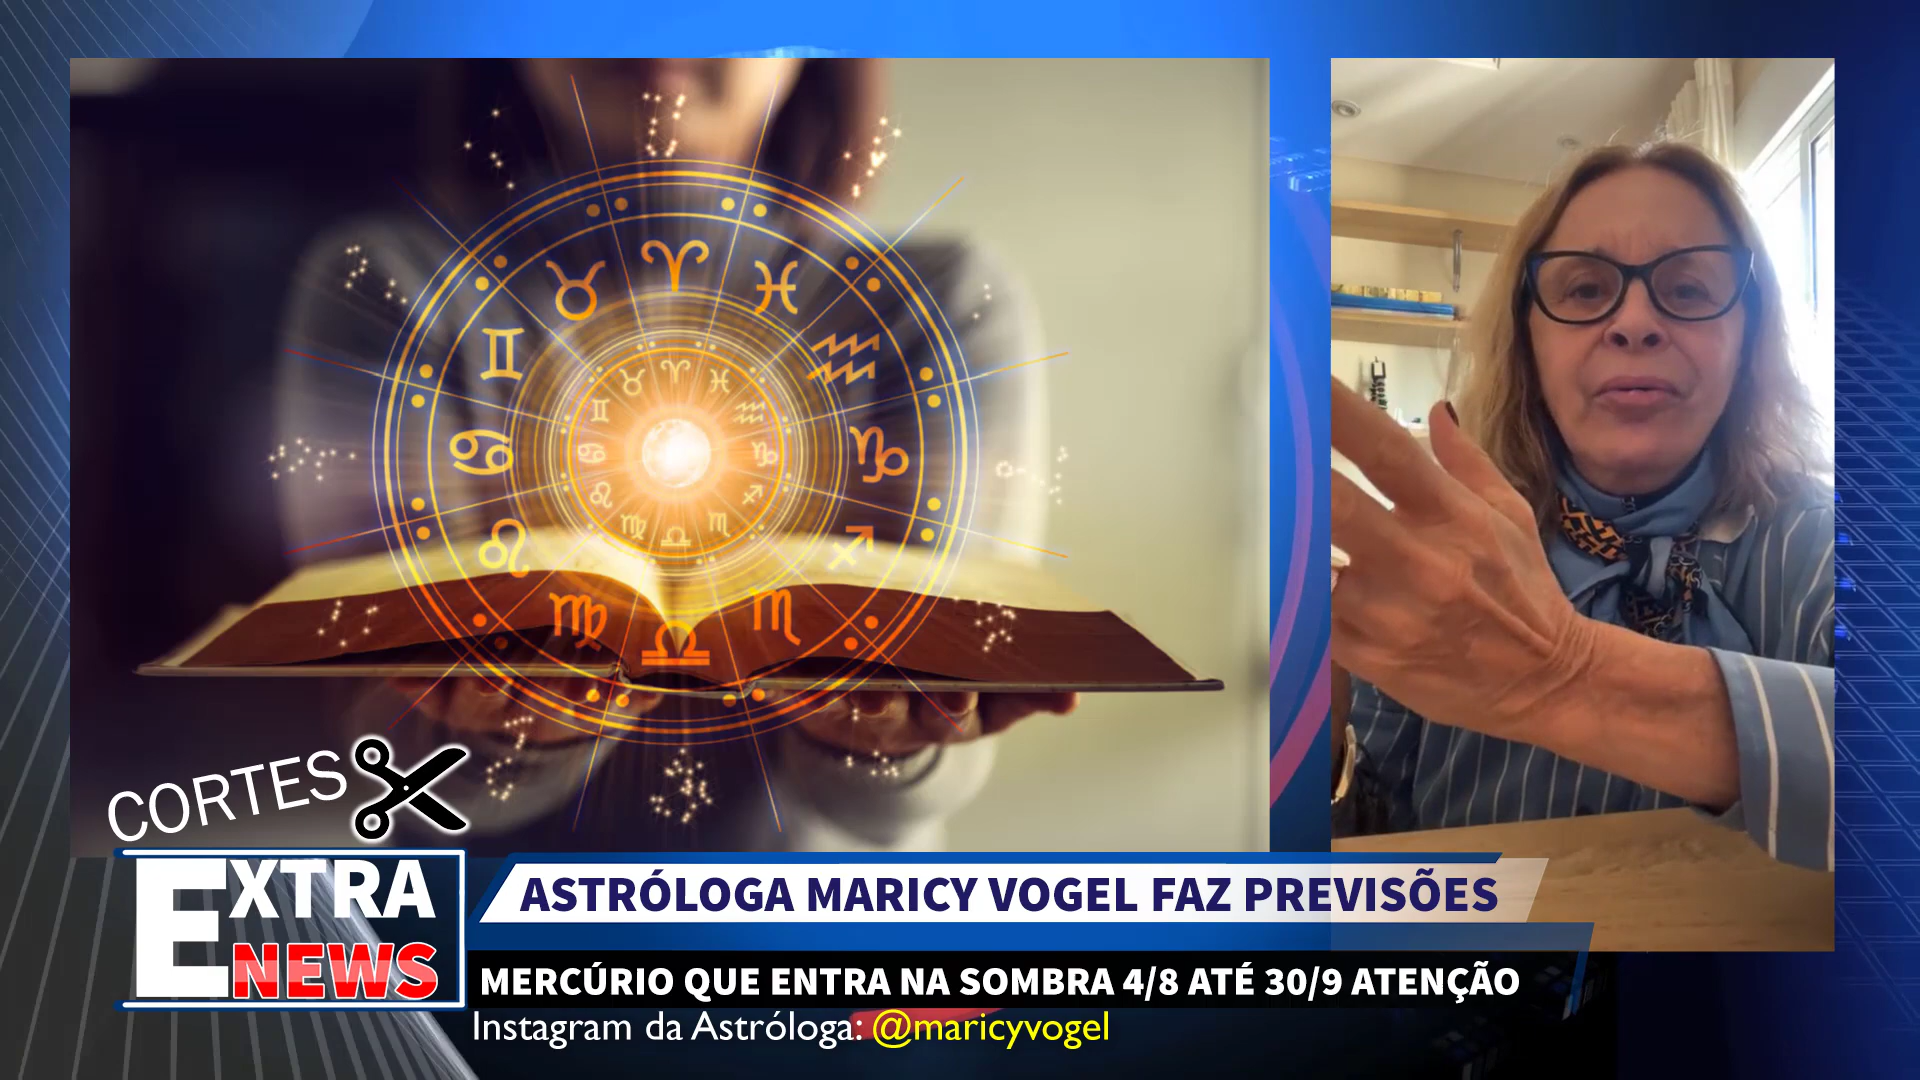 CORTES
EXTRA
NEWS
ASTRÓLOGA MARICY VOGEL FAZ PREVISÕES
MERCÚRIO QUE ENTRA NA SOMBRA 4/8 ATÉ 30/9 ATENÇÃO
Instagram da Astróloga: @maricyvogel